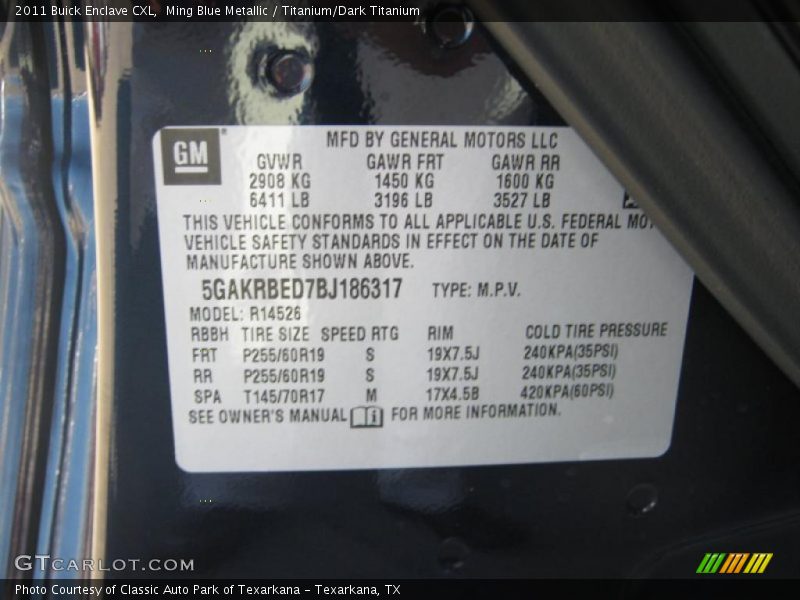 2011 Buick Enclave CXL,  Ming Blue Metallic / Titanium/Dark Titanium
GM
MFD BY GENERAL MOTORS LLC
GVWR GAWR FRT GAWR RR
2908 KG 1450 KG 1600 KG
6411 LB 3196 LB 3527 LB
THIS VEHICLE CONFORMS TO ALL APPLICABLE U.S. FEDERAL
VEHICLE SAFETY STANDARDS IN EFFECT ON THE DATE OF
MANUFACTURE SHOWN ABOVE.
5GAKRBED7BJ186317 TYPE: M.P.V.
MODEL: R14526
RBBH TIRE SIZE SPEED RTG RIM COLD TIRE PRESSURE
FRT P255/60R19 S 19X7.5J 240KPA(35PSI)
RR P255/60R19 S 19X7.5J 240KPA(35PSI)
SPA T145/70R17 M 17X4.5B 420KPA(60PSI)
SEE OWNER'S MANUAL i FOR MORE INFORMATION.
GTCARLOT.COM
Photo Courtesy of Classic Auto Park of Texarkana - Texarkana, TX